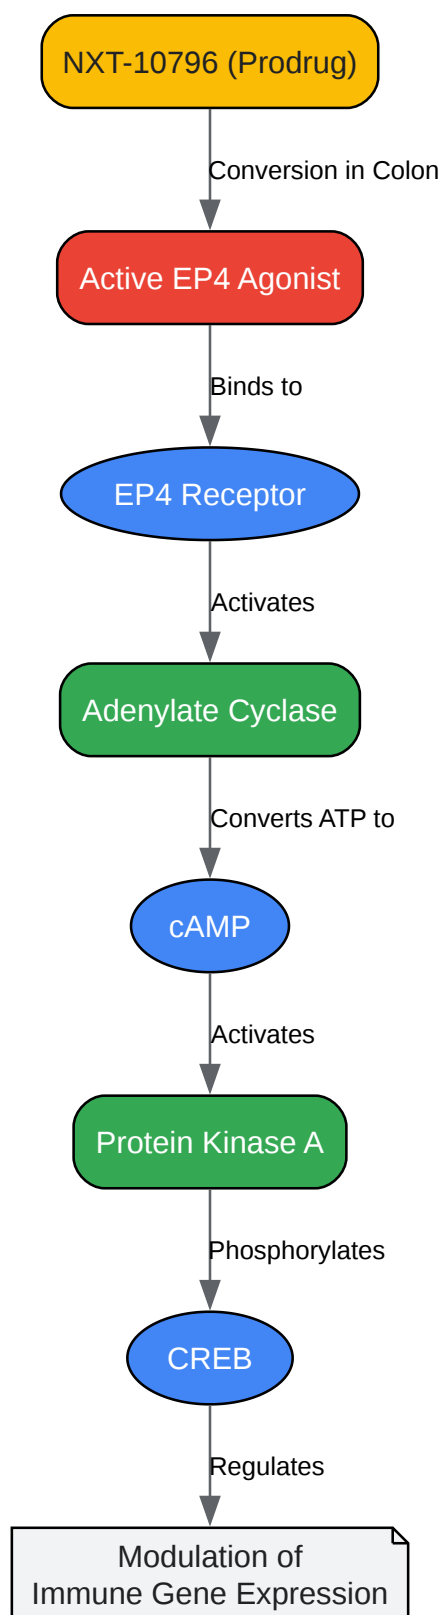 NXT-10796 (Prodrug)
Conversion in Colon
Active EP4 Agonist
Binds to
EP4 Receptor
Activates
Adenylate Cyclase
Converts ATP to
cAMP
Activates
Protein Kinase A
Phosphorylates
CREB
Regulates
Modulation of
Immune Gene Expression